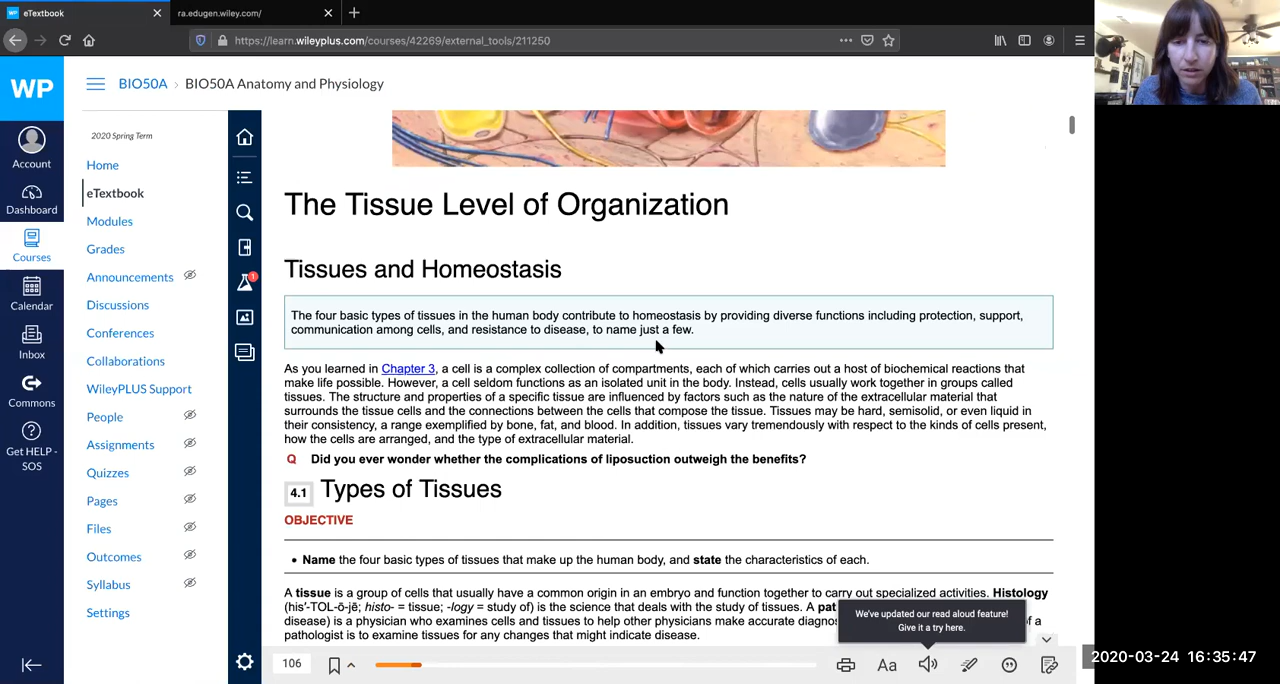 WP eTextbook
ra.edugen.wiley.com/
https://learn.wileyplus.com/courses/42269/external_tools/211250
WP
BIO50A › BIO50A Anatomy and Physiology
Account
Dashboard
Courses
Calendar
Inbox
Commons
Get HELP -
SOS
2020 Spring Term
Home
eTextbook
Modules
Grades
Announcements
Discussions
Conferences
Collaborations
WileyPLUS Support
People
Assignments
Quizzes
Pages
Files
Outcomes
Syllabus
Settings
1
The Tissue Level of Organization
Tissues and Homeostasis
The four basic types of tissues in the human body contribute to homeostasis by providing diverse functions including protection, support,
communication among cells, and resistance to disease, to name just a few.
As you learned in Chapter 3, a cell is a complex collection of compartments, each of which carries out a host of biochemical reactions that
make life possible. However, a cell seldom functions as an isolated unit in the body. Instead, cells usually work together in groups called
tissues. The structure and properties of a specific tissue are influenced by factors such as the nature of the extracellular material that
surrounds the tissue cells and the connections between the cells that compose the tissue. Tissues may be hard, semisolid, or even liquid in
their consistency, a range exemplified by bone, fat, and blood. In addition, tissues vary tremendously with respect to the kinds of cells present,
how the cells are arranged, and the type of extracellular material.
Q Did you ever wonder whether the complications of liposuction outweigh the benefits?
4.1 Types of Tissues
OBJECTIVE
• Name the four basic types of tissues that make up the human body, and state the characteristics of each.
A tissue is a group of cells that usually have a common origin in an embryo and function together to carry out specialized activities. Histology
(his′-TOL-ō-jē; histo- = tissue; -logy = study of) is the science that deals with the study of tissues. A pat
disease) is a physician who examines cells and tissues to help other physicians make accurate diagnos
of a
pathologist is to examine tissues for any changes that might indicate disease.
We've updated our read aloud feature!
Give it a try here.
106
Aa
2020-03-24 16:35:47